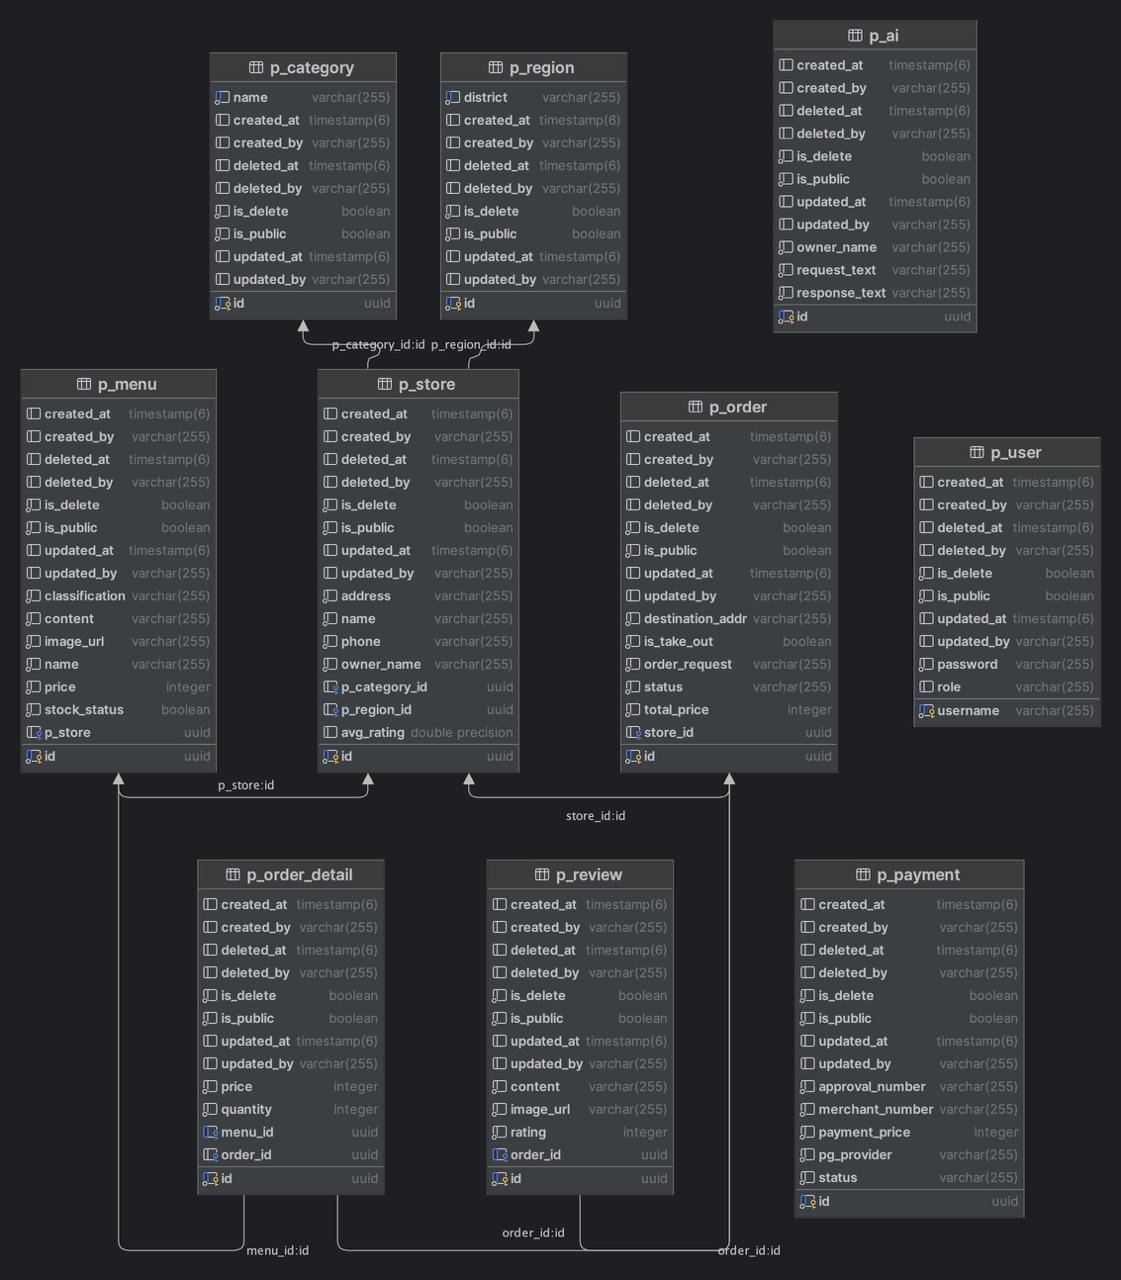 p_category
name varchar(255)
created_at timestamp(6)
created_by varchar(255)
deleted_at timestamp(6)
deleted_by varchar(255)
is_delete boolean
is_public boolean
updated_at timestamp(6)
updated_by varchar(255)
id uuid
p_region
district varchar(255)
created_at timestamp(6)
created_by varchar(255)
deleted_at timestamp(6)
deleted_by varchar(255)
is_delete boolean
is_public boolean
updated_at timestamp(6)
updated_by varchar(255)
id uuid
p_ai
created_at timestamp(6)
created_by varchar(255)
deleted_at timestamp(6)
deleted_by varchar(255)
is_delete boolean
is_public boolean
updated_at timestamp(6)
updated_by varchar(255)
owner_name varchar(255)
request_text varchar(255)
response_text varchar(255)
id uuid
p_category_id:id
p_region_id:id
p_menu
created_at timestamp(6)
created_by varchar(255)
deleted_at timestamp(6)
deleted_by varchar(255)
is_delete boolean
is_public boolean
updated_at timestamp(6)
updated_by varchar(255)
classification varchar(255)
content varchar(255)
image_url varchar(255)
name varchar(255)
price integer
stock_status boolean
p_store uuid
id uuid
p_store
created_at timestamp(6)
created_by varchar(255)
deleted_at timestamp(6)
deleted_by varchar(255)
is_delete boolean
is_public boolean
updated_at timestamp(6)
updated_by varchar(255)
address varchar(255)
name varchar(255)
phone varchar(255)
owner_name varchar(255)
p_category_id uuid
p_region_id uuid
avg_rating double precision
id uuid
p_order
created_at timestamp(6)
created_by varchar(255)
deleted_at timestamp(6)
deleted_by varchar(255)
is_delete boolean
is_public boolean
updated_at timestamp(6)
updated_by varchar(255)
destination_addr varchar(255)
is_take_out boolean
order_request varchar(255)
status varchar(255)
total_price integer
store_id uuid
id uuid
p_user
created_at timestamp(6)
created_by varchar(255)
deleted_at timestamp(6)
deleted_by varchar(255)
is_delete boolean
is_public boolean
updated_at timestamp(6)
updated_by varchar(255)
password varchar(255)
role varchar(255)
username varchar(255)
p_store:id
store_id:id
p_order_detail
created_at timestamp(6)
created_by varchar(255)
deleted_at timestamp(6)
deleted_by varchar(255)
is_delete boolean
is_public boolean
updated_at timestamp(6)
updated_by varchar(255)
price integer
quantity integer
menu_id uuid
order_id uuid
id uuid
p_review
created_at timestamp(6)
created_by varchar(255)
deleted_at timestamp(6)
deleted_by varchar(255)
is_delete boolean
is_public boolean
updated_at timestamp(6)
updated_by varchar(255)
content varchar(255)
image_url varchar(255)
rating integer
order_id uuid
id uuid
p_payment
created_at timestamp(6)
created_by varchar(255)
deleted_at timestamp(6)
deleted_by varchar(255)
is_delete boolean
is_public boolean
updated_at timestamp(6)
updated_by varchar(255)
approval_number varchar(255)
merchant_number varchar(255)
payment_price integer
pg_provider varchar(255)
status varchar(255)
id uuid
order_id:id
menu_id:id
order_id:id